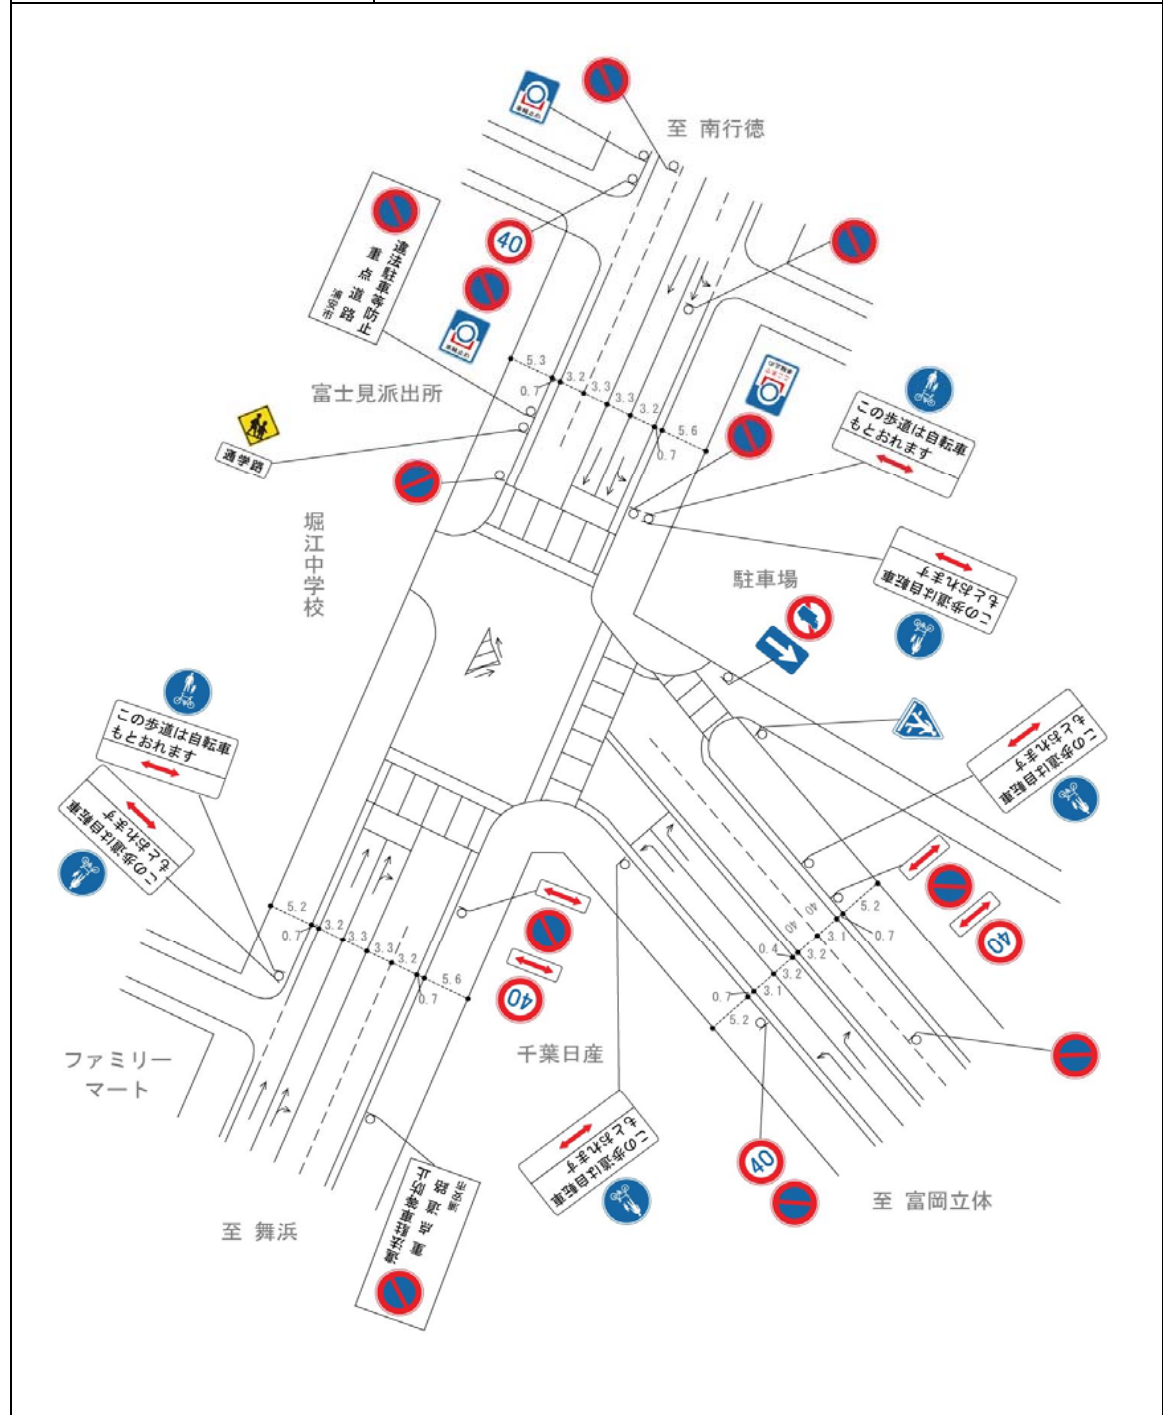 至 南行徳
違法駐車等防止
重点道路
浦安市
40
5.3
0.7
3.2
3.3
3.3
3.2
0.7
5.6
富士見派出所
通学路
堀江中学校
この歩道は自転車
もとおれます
この歩道は自転車
もとおれます
駐車場
この歩道は自転車
もとおれます
この歩道は自転車
もとおれます
この歩道は自転車
もとおれます
5.2
0.7
3.2
3.3
3.3
3.2
0.7
5.6
40
40
40
5.2
0.7
3.1
3.2
0.4
3.2
3.1
0.7
5.2
40
千葉日産
ファミリー
マート
この歩道は自転車
もとおれます
40
至 富岡立体
至 舞浜
違法駐車等防止
重点道路
浦安市